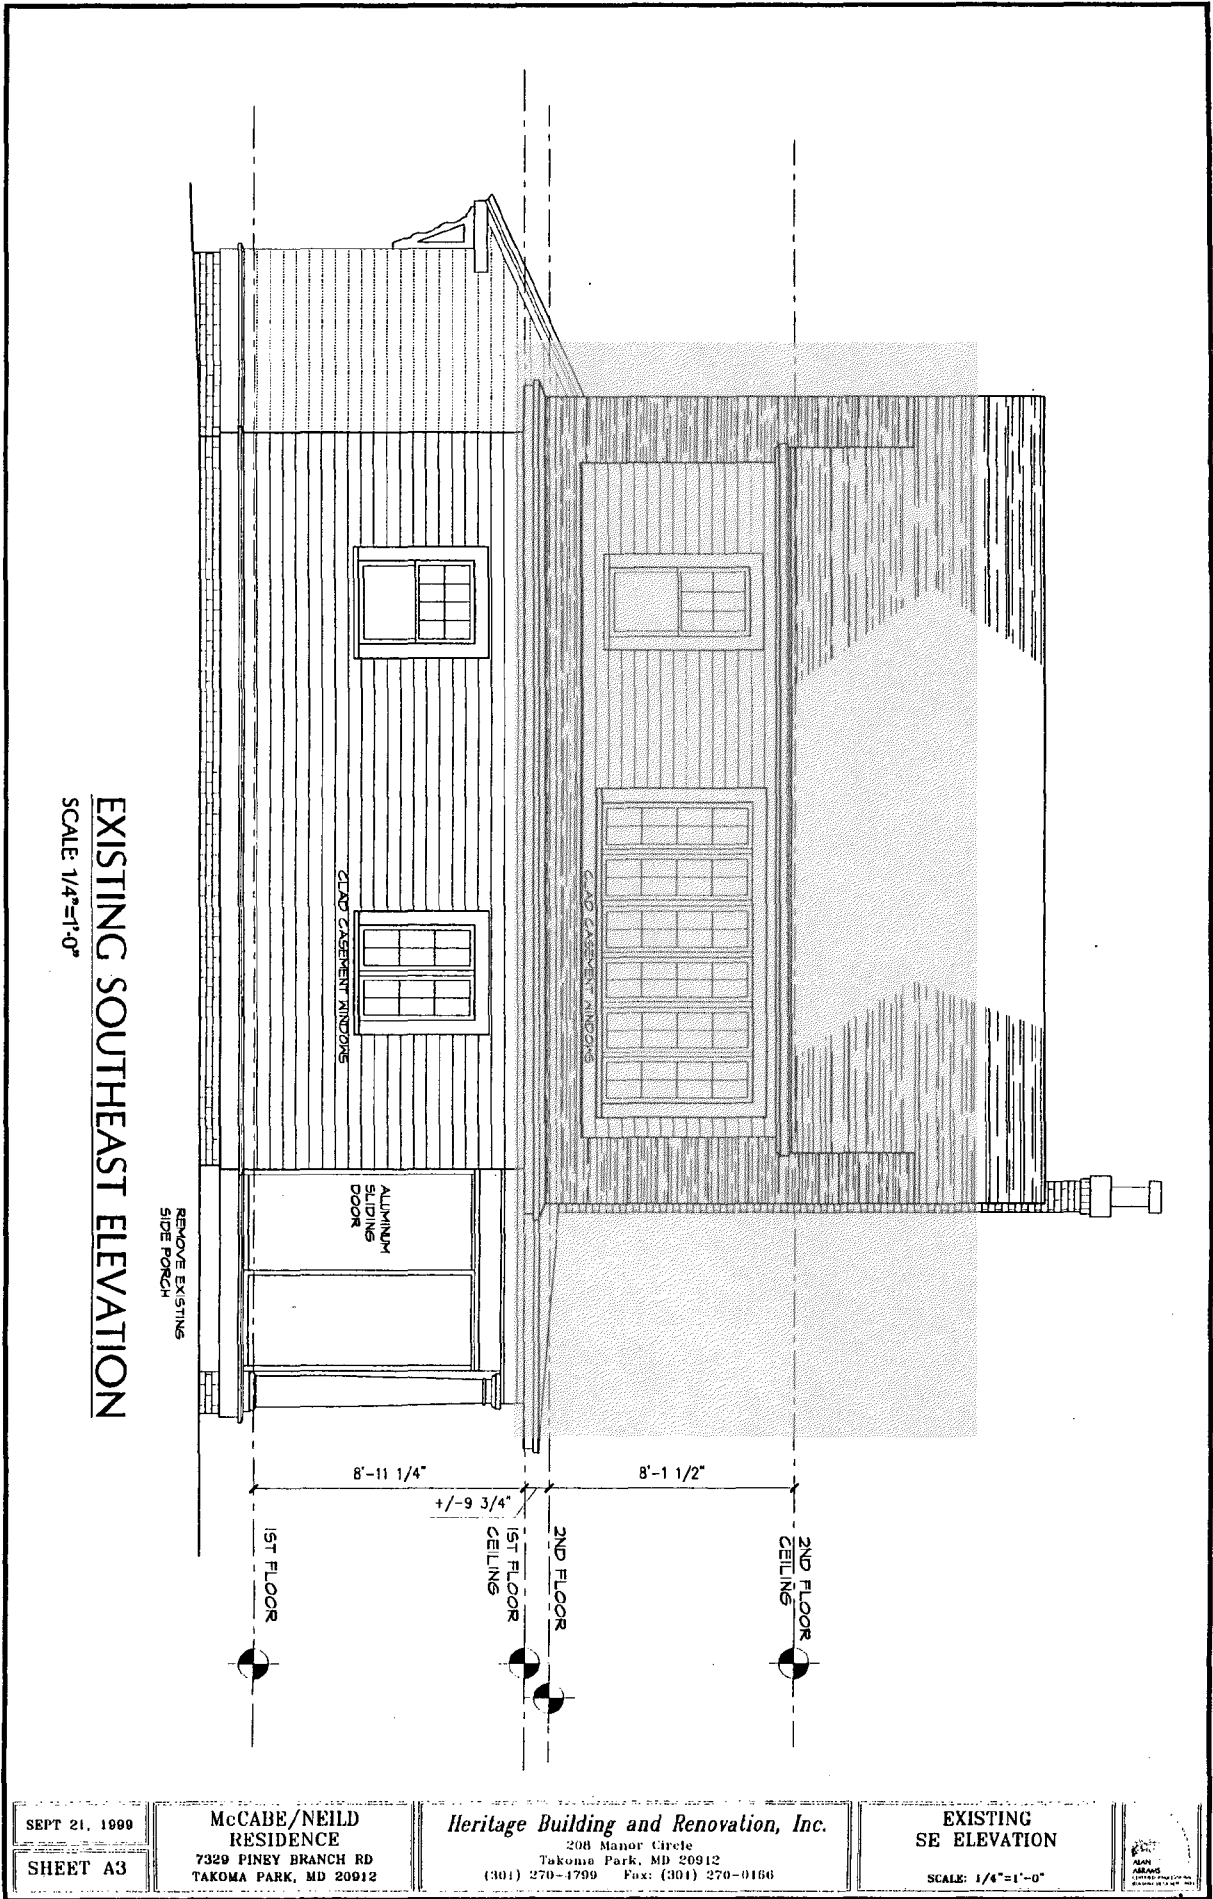 2ND FLOOR
CEILING
2ND FLOOR
1ST FLOOR
CEILING
1ST FLOOR
8'-1 1/2"
+/-9 3/4"
8'-11 1/4"
CLAD CASEMENT WINDOWS
CLAD CASEMENT WINDOWS
ALUMINUM
SLIDING
DOOR
REMOVE EXISTING
SIDE PORCH
EXISTING SOUTHEAST ELEVATION
SCALE: 1/4"=1'-0"
SEPT 21, 1999
SHEET A3
McCABE/NEILD
RESIDENCE
7329 PINEY BRANCH RD
TAKOMA PARK, MD 20912
Heritage Building and Renovation, Inc.
208 Manor Circle
Takoma Park, MD 20912
(301) 270-4799 Fax: (301) 270-0166
EXISTING
SE ELEVATION
SCALE: 1/4"=1'-0"
ALAN
ABRAMS